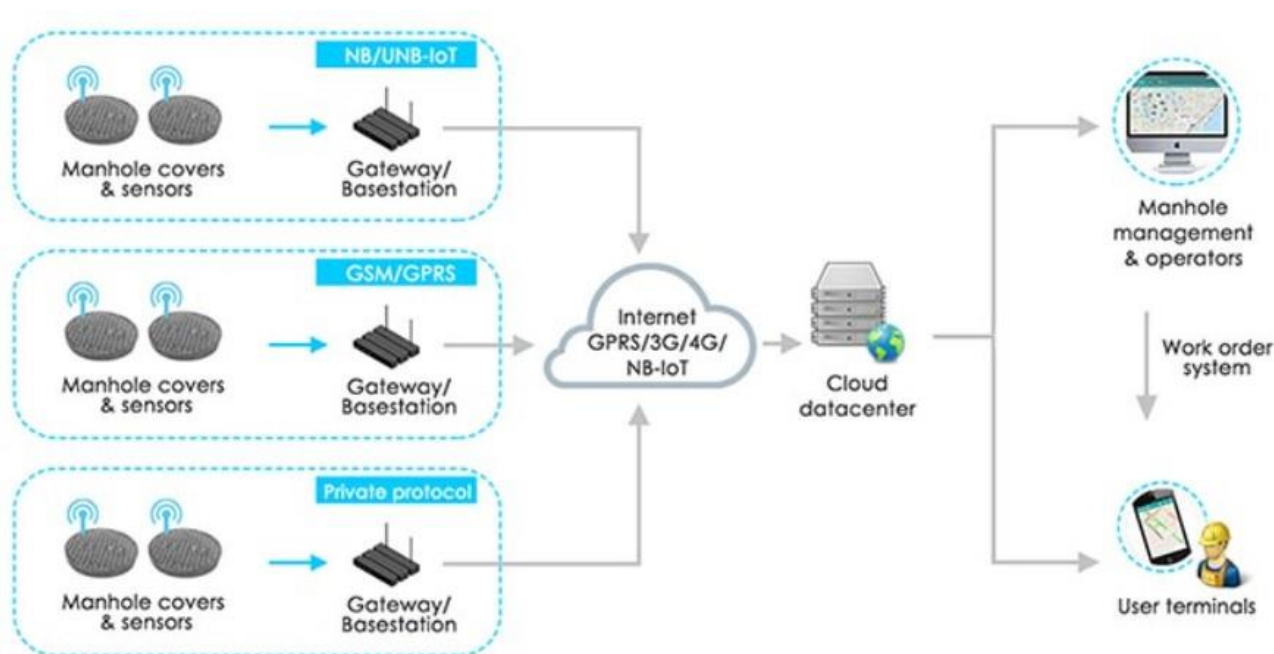 NB/UNB-IoT
Manhole covers
& sensors
Gateway/
Basestation
GSM/GPRS
Manhole covers
& sensors
Gateway/
Basestation
Private protocol
Manhole covers
& sensors
Gateway/
Basestation
Internet
GPRS/3G/4G/
NB-IoT
Cloud
datacenter
Manhole
management
& operators
Work order
system
User terminals